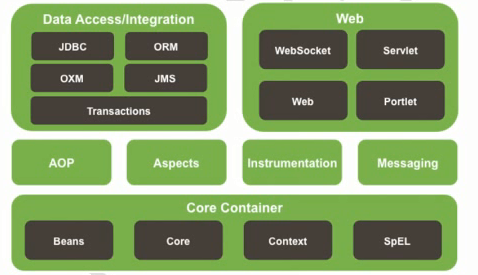 Data Access/Integration
JDBC
ORM
OXM
JMS
Transactions
Web
WebSocket
Servlet
Web
Portlet
AOP
Aspects
Instrumentation
Messaging
Core Container
Beans
Core
Context
SpEL